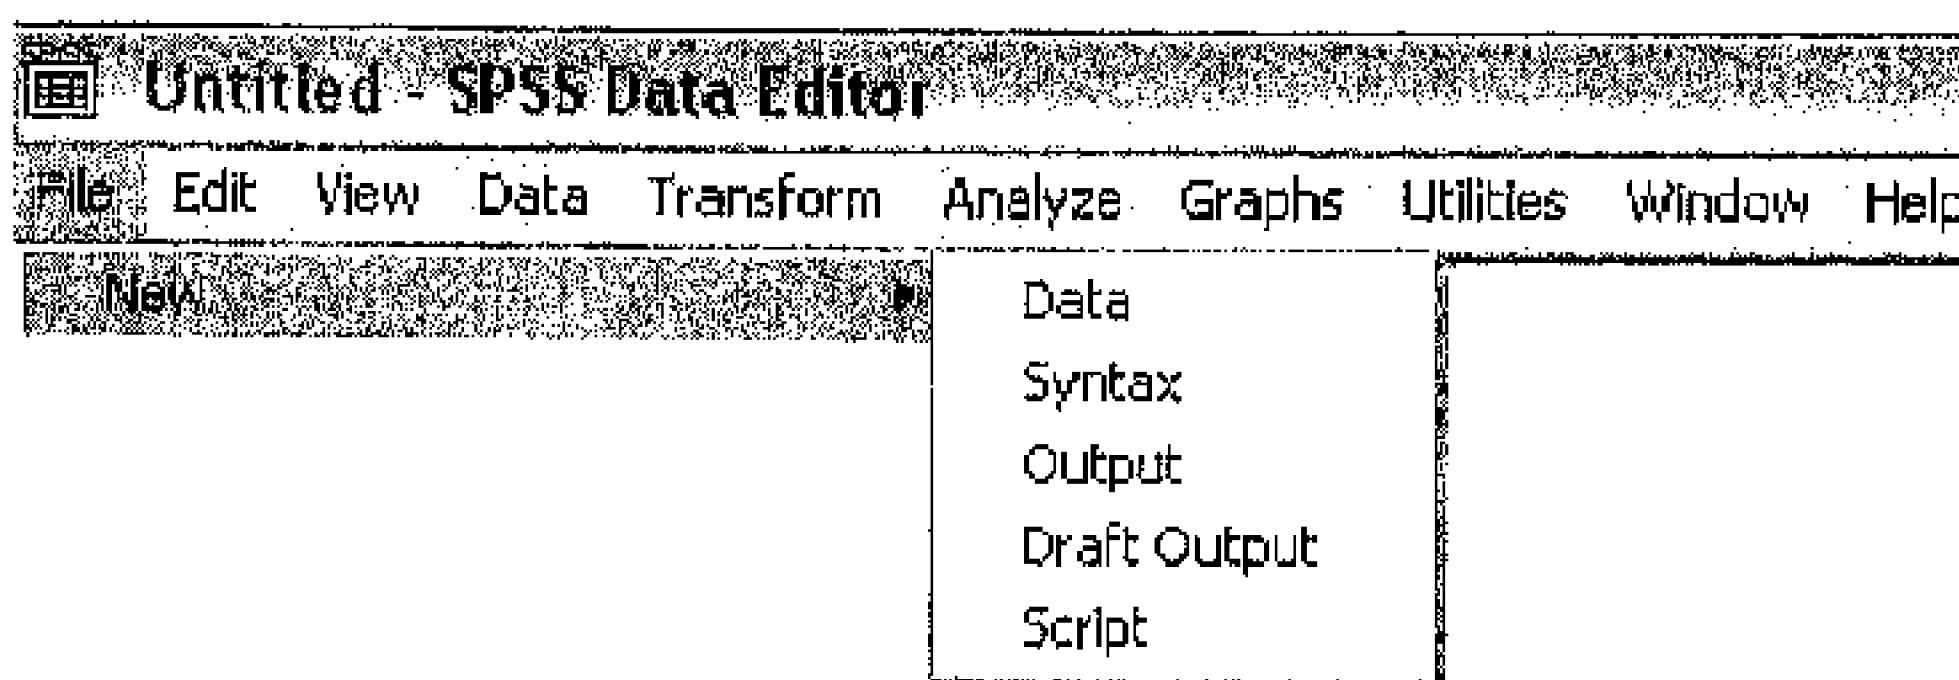 Untitled - SPSS Data Editor
File Edit View Data Transform Analyze Graphs Utilities Window Help
New
Data
Syntax
Output
Draft Output
Script